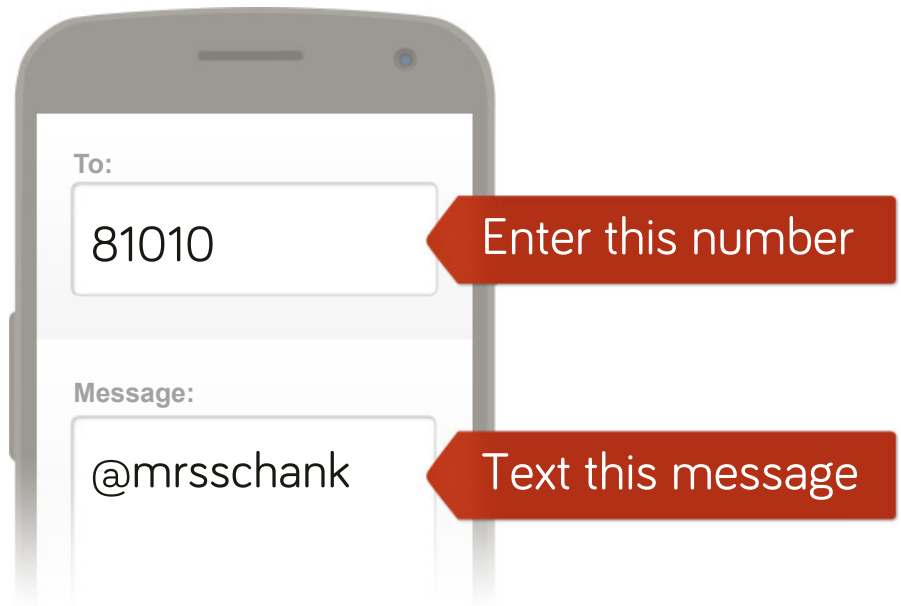 To:
81010
Enter this number
Message:
@mrsschank
Text this message